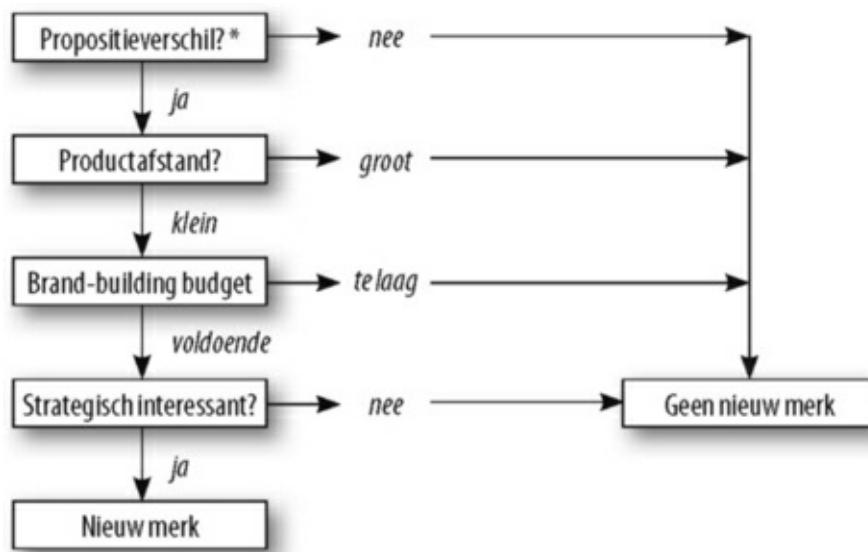 Propositieverschil? *
nee
ja
Productafstand?
groot
klein
Brand-building budget
te laag
voldoende
Strategisch interessant?
nee
Geen nieuw merk
ja
Nieuw merk